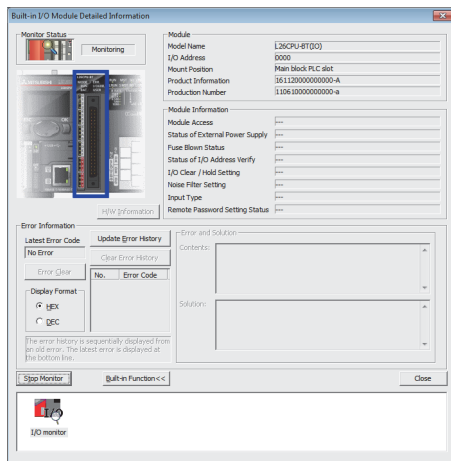 Built-in I/O Module Detailed Information
Monitor Status
Monitoring
H/W Information
Module
Model Name L26CPU-BT(IO)
I/O Address 0000
Mount Position Main block PLC slot
Product Information 161120000000000-A
Production Number 110610000000000-a
Module Information
Module Access ---
Status of External Power Supply ---
Fuse Blown Status ---
Status of I/O Address Verify ---
I/O Clear / Hold Setting ---
Noise Filter Setting ---
Input Type ---
Remote Password Setting Status ---
Error Information
Latest Error Code
No Error
Error Clear
Display Format
HEX
DEC
Update Error History
Clear Error History
No. Error Code
The error history is sequentially displayed from
an old error. The latest error is displayed at
the bottom line.
Error and Solution
Contents:
Solution:
Stop Monitor
Built-in Function<<
Close
I/O
I/O monitor